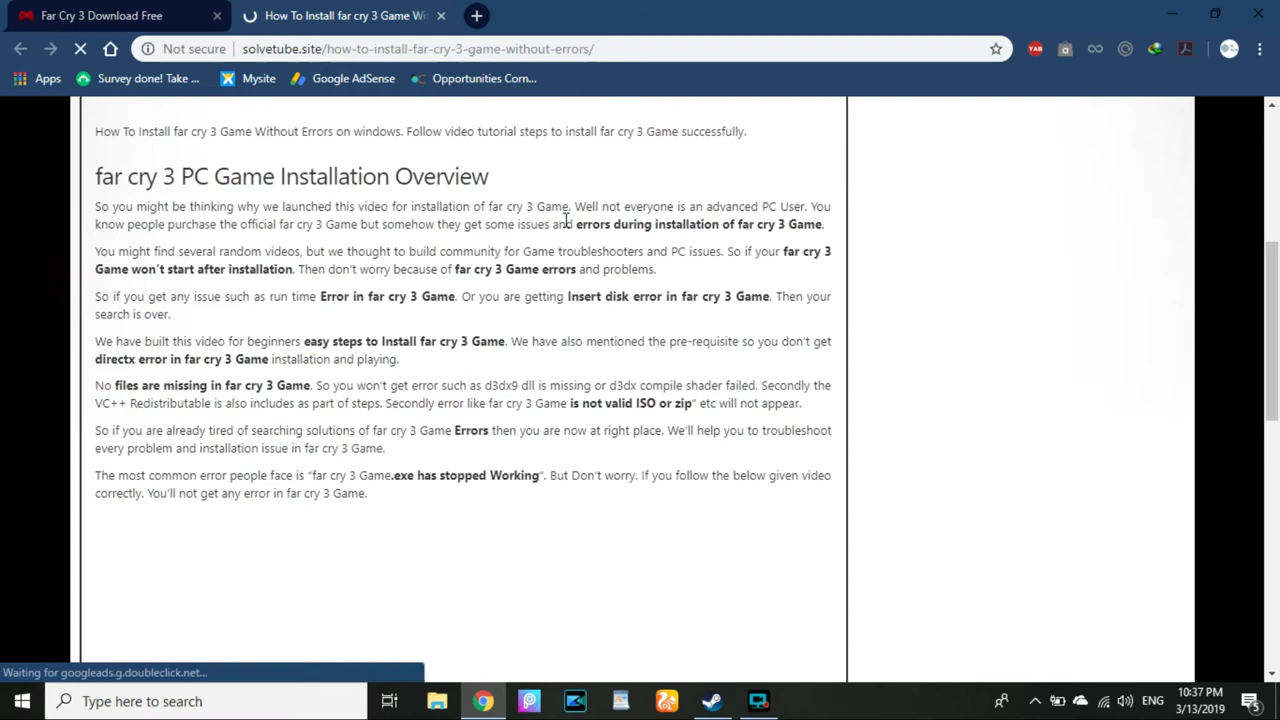 Far Cry 3 Download Free
How To Install far cry 3 Game Wi
Not secure
solvetube.site/how-to-install-far-cry-3-game-without-errors/
YAB
a
Apps
Survey done! Take ...
Mysite
Google AdSense
Opportunities Corn...
How To Install far cry 3 Game Without Errors on windows. Follow video tutorial steps to install far cry 3 Game successfully.
far cry 3 PC Game Installation Overview
So you might be thinking why we launched this video for installation of far cry 3 Game. Well not everyone is an advanced PC User. You
know people purchase the official far cry 3 Game but somehow they get some issues and errors during installation of far cry 3 Game.
You might find several random videos, but we thought to build community for Game troubleshooters and PC issues. So if your far cry 3
Game won't start after installation. Then don't worry because of far cry 3 Game errors and problems.
So if you get any issue such as run time Error in far cry 3 Game. Or you are getting Insert disk error in far cry 3 Game. Then your
search is over.
We have built this video for beginners easy steps to Install far cry 3 Game. We have also mentioned the pre-requisite so you don't get
directx error in far cry 3 Game installation and playing.
No files are missing in far cry 3 Game. So you won't get error such as d3dx9 dll is missing or d3dx compile shader failed. Secondly the
VC++ Redistributable is also includes as part of steps. Secondly error like far cry 3 Game is not valid ISO or zip“ etc will not appear.
So if you are already tired of searching solutions of far cry 3 Game Errors then you are now at right place. We'll help you to troubleshoot
every problem and installation issue in far cry 3 Game.
The most common error people face is “far cry 3 Game.exe has stopped Working“. But Don't worry. If you follow the below given video
correctly. You'll not get any error in far cry 3 Game.
Waiting for googleads.g.doubleclick.net...
Type here to search
ENG
10:37 PM
3/13/2019
5